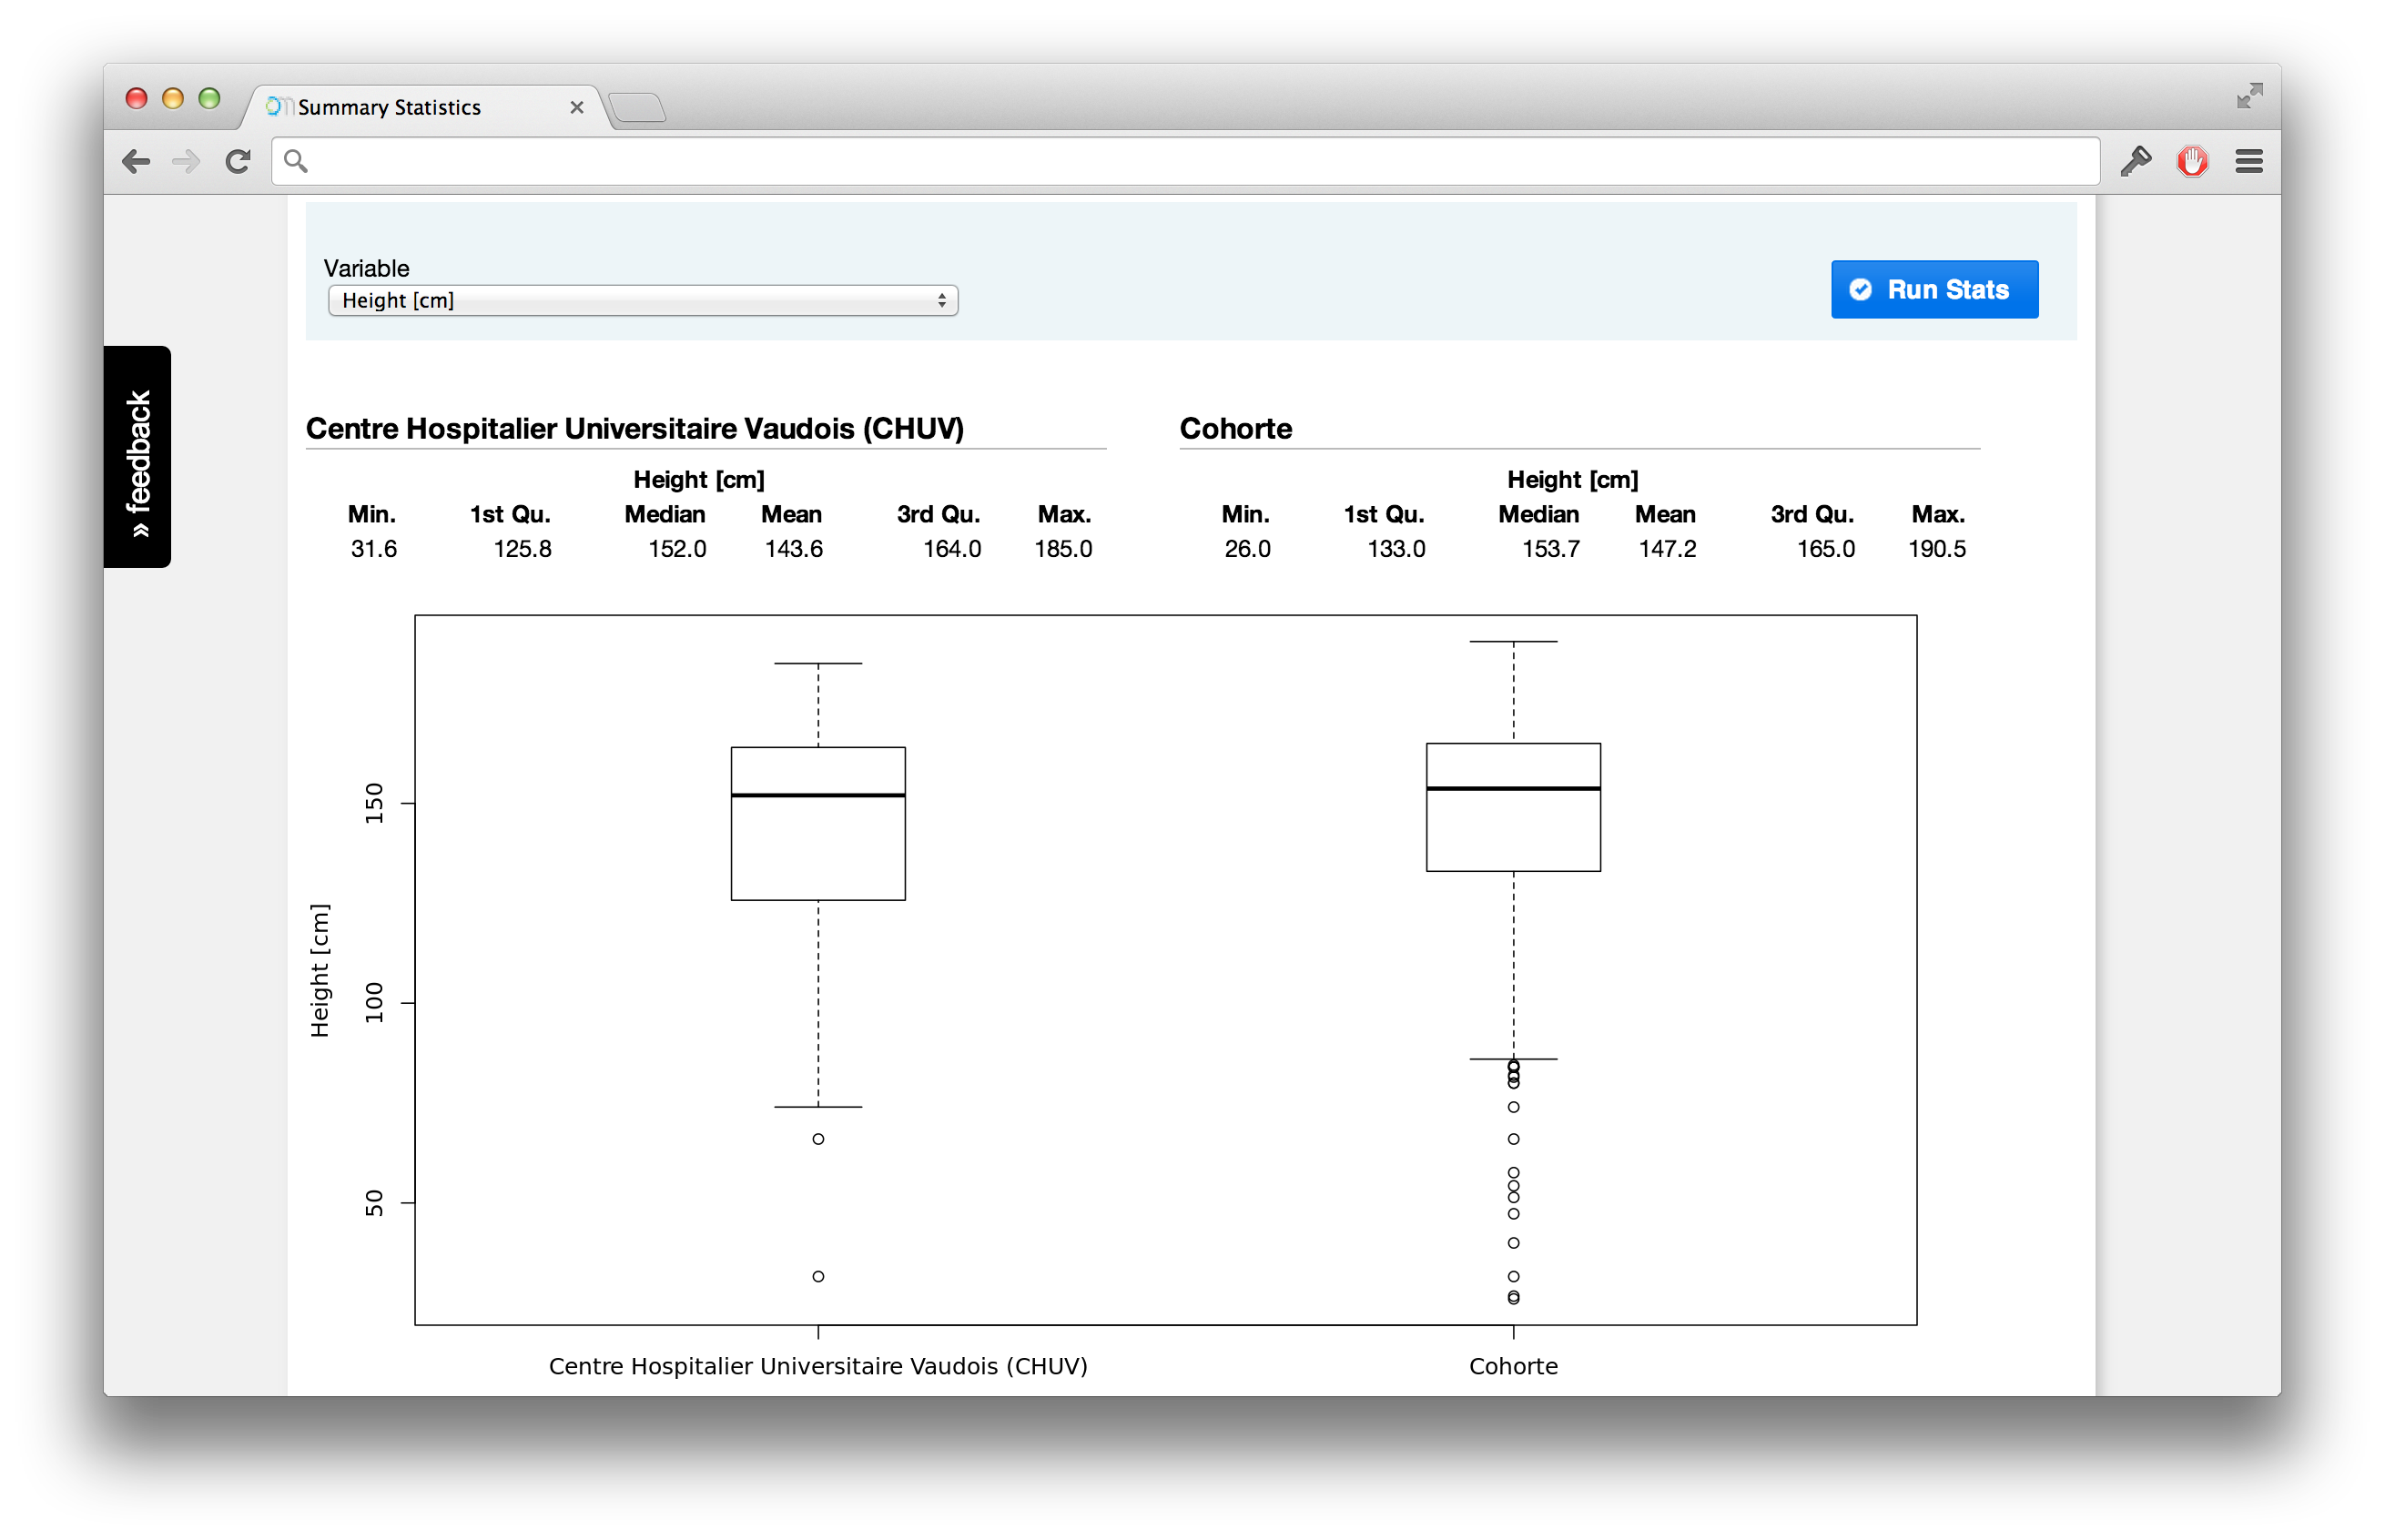 Summary Statistics
Variable
Height [cm]
Run Stats
» feedback
Centre Hospitalier Universitaire Vaudois (CHUV)
Height [cm]
Min. 1st Qu. Median Mean 3rd Qu. Max.
31.6 125.8 152.0 143.6 164.0 185.0
Cohorte
Height [cm]
Min. 1st Qu. Median Mean 3rd Qu. Max.
26.0 133.0 153.7 147.2 165.0 190.5
Height [cm]
150
100
50
Centre Hospitalier Universitaire Vaudois (CHUV)
Cohorte